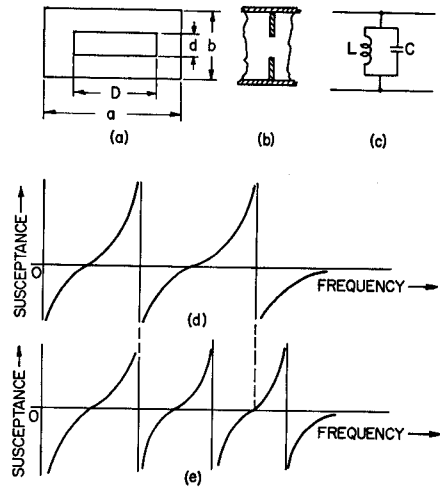 d
b
D
a
L
C
(a)
(b)
(c)
SUSCEPTANCE
O
FREQUENCY
(d)
SUSCEPTANCE
O
FREQUENCY
(e)